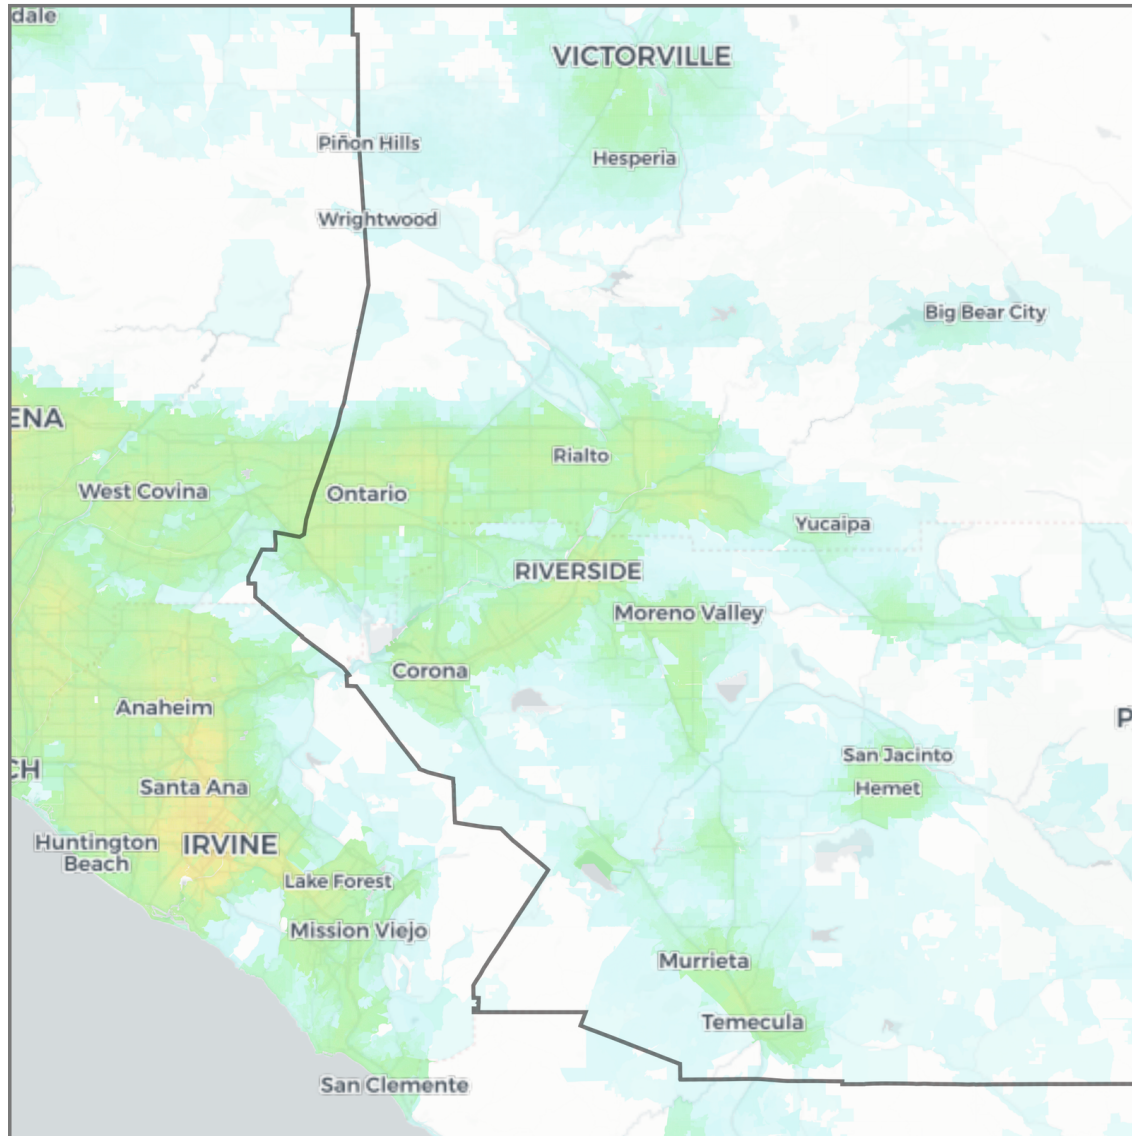 dale
VICTORVILLE
Piñon Hills
Hesperia
Wrightwood
Big Bear City
ENA
Rialto
West Covina
Ontario
Yucaipa
RIVERSIDE
Moreno Valley
Corona
Anaheim
P
San Jacinto
CH
Santa Ana
Hemet
Huntington
Beach
IRVINE
Lake Forest
Mission Viejo
Murrieta
Temecula
San Clemente